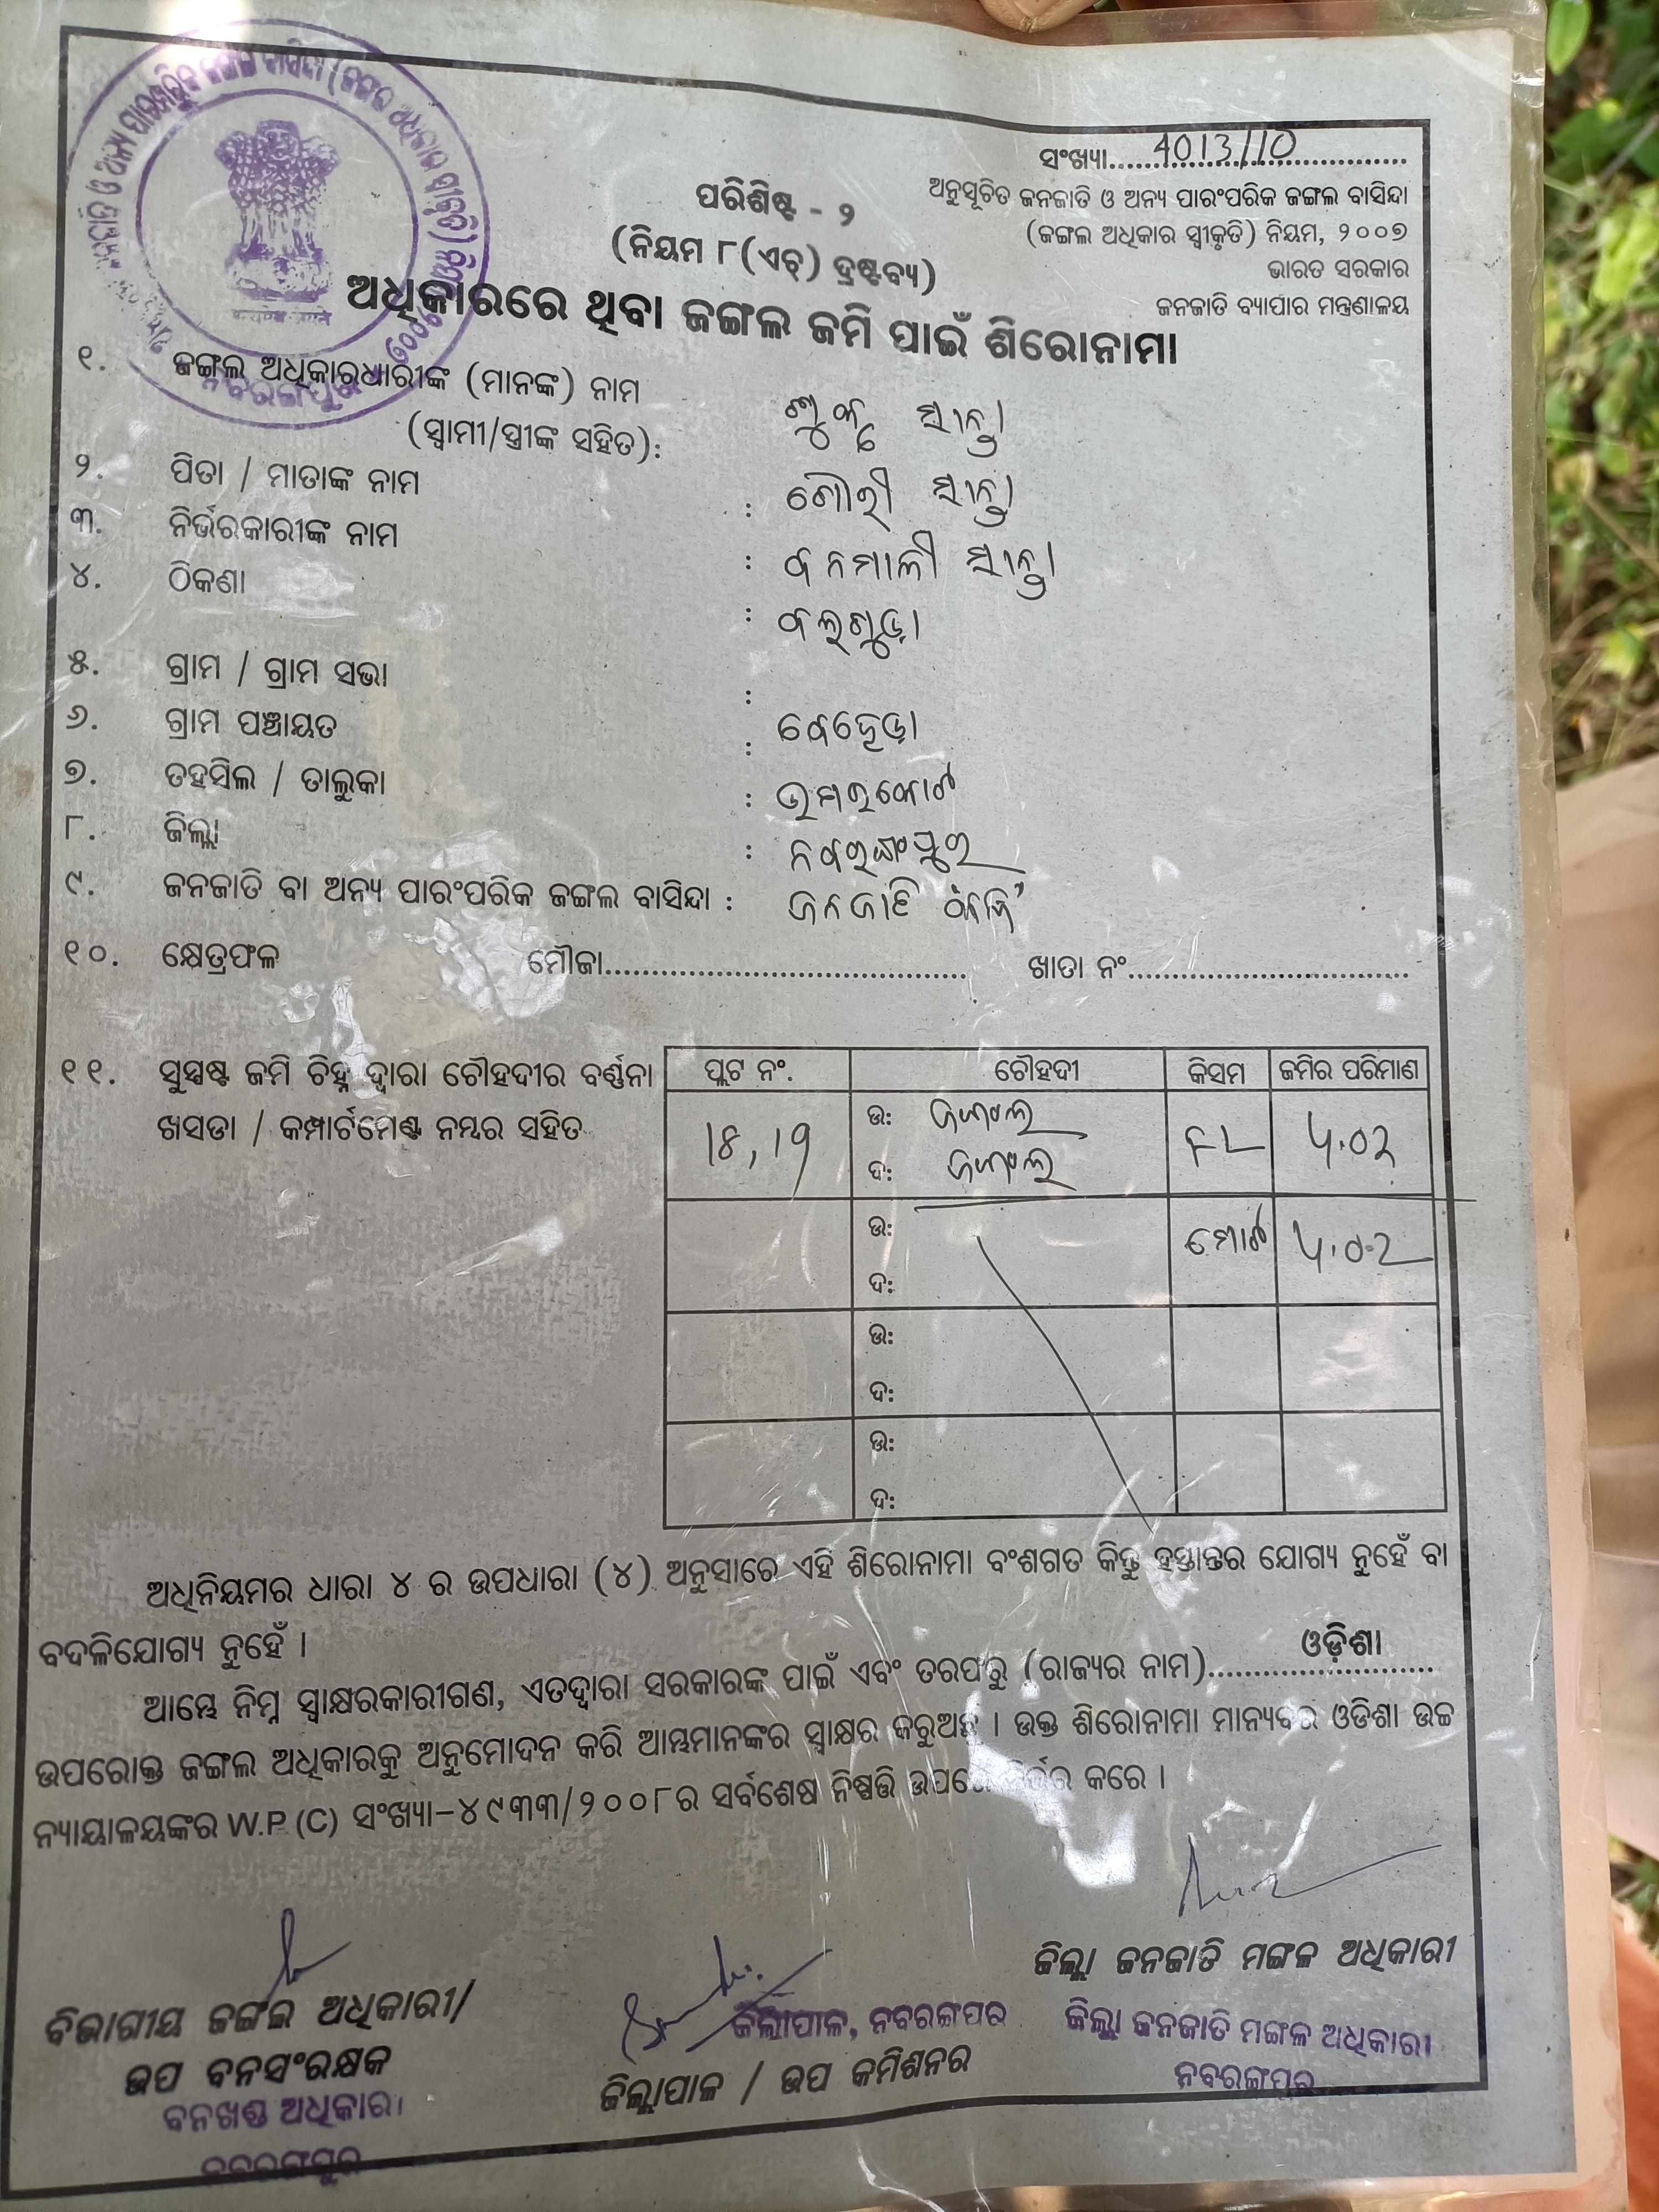 ସଂଖ୍ୟା 4013/10
ଅନୁସୂଚିତ ଜନଜାତି ଓ ଅନ୍ୟ ପାରଂପରିକ ଜଙ୍ଗଲ ବାସିନ୍ଦା
(ଜଙ୍ଗଲ ଅଧିକାର ସ୍ୱୀକୃତି) ନିୟମ, ୨୦୦୭
ଭାରତ ସରକାର
ଜନଜାତି ବ୍ୟାପାର ମନ୍ତ୍ରଣାଳୟ
ପରିଶିଷ୍ଟ - ୨
(ନିୟମ ୮(ଏଚ୍) ଦ୍ରଷ୍ଟବ୍ୟ)
ଅଧିକାରରେ ଥିବା ଜଙ୍ଗଲ ଜମି ପାଇଁ ଶିରୋନାମା
୧. ଜଙ୍ଗଲ ଅଧିକାରଧାରୀଙ୍କ (ମାନଙ୍କ) ନାମ
(ସ୍ୱାମୀ/ସ୍ତ୍ରୀଙ୍କ ସହିତ):
୨. ପିତା / ମାତାଙ୍କ ନାମ :
୩. ନିର୍ଭରକାରୀଙ୍କ ନାମ : ବନମାଳୀ
୪. ଠିକଣା : ବଲଗୁଡ଼ା
୫. ଗ୍ରାମ / ଗ୍ରାମ ସଭା :
୬. ଗ୍ରାମ ପଞ୍ଚାୟତ : ବେହେଡ଼ା
୭. ତହସିଲ / ତାଲୁକା : ଉମରକୋଟ
୮. ଜିଲ୍ଲା : ନବରଙ୍ଗପୁର
୯. ଜନଜାତି ବା ଅନ୍ୟ ପାରଂପରିକ ଜଙ୍ଗଲ ବାସିନ୍ଦା : ଜନଜାତି
୧୦. କ୍ଷେତ୍ରଫଳ ମୌଜା ଖାତା ନଂ
୧୧. ସୁସ୍ପଷ୍ଟ ଜମି ଚିହ୍ନ ଦ୍ୱାରା ଚୌହଦୀର ବର୍ଣ୍ଣନା
ଖସଡା / କମ୍ପାର୍ଟମେଣ୍ଟ ନମ୍ବର ସହିତ
ପ୍ଲଟ ନଂ. ଚୌହଦୀ କିସମ ଜମିର ପରିମାଣ
ଉ: ଜଙ୍ଗଲ
ଦ: ଜଙ୍ଗଲ
FL
ଉ: ମୋଟ
ଦ:
ଉ:
ଦ:
ଉ:
ଦ:
ଅଧିନିୟମର ଧାରା ୪ ର ଉପଧାରା (୪) ଅନୁସାରେ ଏହି ଶିରୋନାମା ବଂଶଗତ କିନ୍ତୁ ହସ୍ତାନ୍ତର ଯୋଗ୍ୟ ନୁହେଁ ବା
ବଦଳିଯୋଗ୍ୟ ନୁହେଁ ।
ଆମ୍ଭେ ନିମ୍ନ ସ୍ୱାକ୍ଷରକାରୀଗଣ, ଏତଦ୍ୱାରା ସରକାରଙ୍କ ପାଇଁ ଏବଂ ତରଫରୁ (ରାଜ୍ୟର ନାମ) ଓଡ଼ିଶା
ଉପରୋକ୍ତ ଜଙ୍ଗଲ ଅଧିକାରକୁ ଅନୁମୋଦନ କରି ଆମ୍ଭମାନଙ୍କର ସ୍ୱାକ୍ଷର କରୁଅଛୁ । ଉକ୍ତ ଶିରୋନାମା ମାନ୍ୟବର ଓଡିଶା ଉଚ୍ଚ
ନ୍ୟାୟାଳୟଙ୍କର W.P. (C) ସଂଖ୍ୟା-୪୯୩୩/୨୦୦୮ର ସର୍ବଶେଷ ନିଷ୍ପତ୍ତି କରେ ।
ବିଭାଗୀୟ ଜଙ୍ଗଲ ଅଧିକାରୀ/
ଉପ ବନସଂରକ୍ଷକ
ବନଖଣ୍ଡ ଅଧିକାରୀ
ନବରଙ୍ଗପୁର
ଜିଲ୍ଲାପାଳ, ନବରଙ୍ଗପୁର
ଜିଲ୍ଲାପାଳ / ଉପ କମିଶନର
ଜିଲ୍ଲା ଜନଜାତି ମଙ୍ଗଳ ଅଧିକାରୀ
ଜିଲ୍ଲା ଜନଜାତି ମଙ୍ଗଳ ଅଧିକାରୀ
ନବରଙ୍ଗପୁର